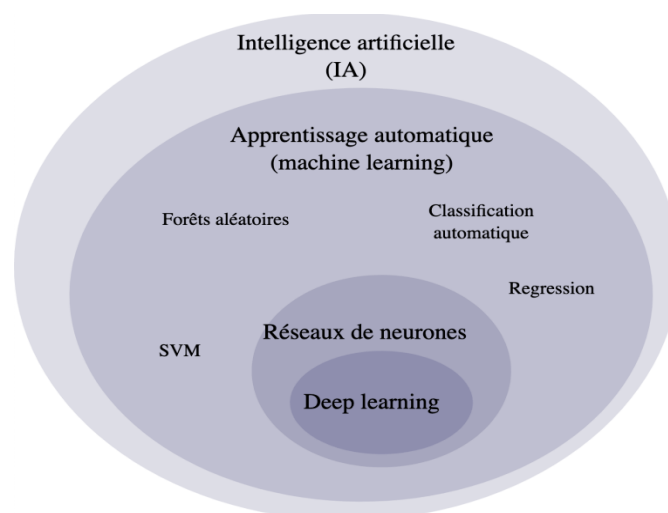 Intelligence artificielle
(IA)
Apprentissage automatique
(machine learning)
Forêts aléatoires
Classification
automatique
Regression
Réseaux de neurones
SVM
Deep learning